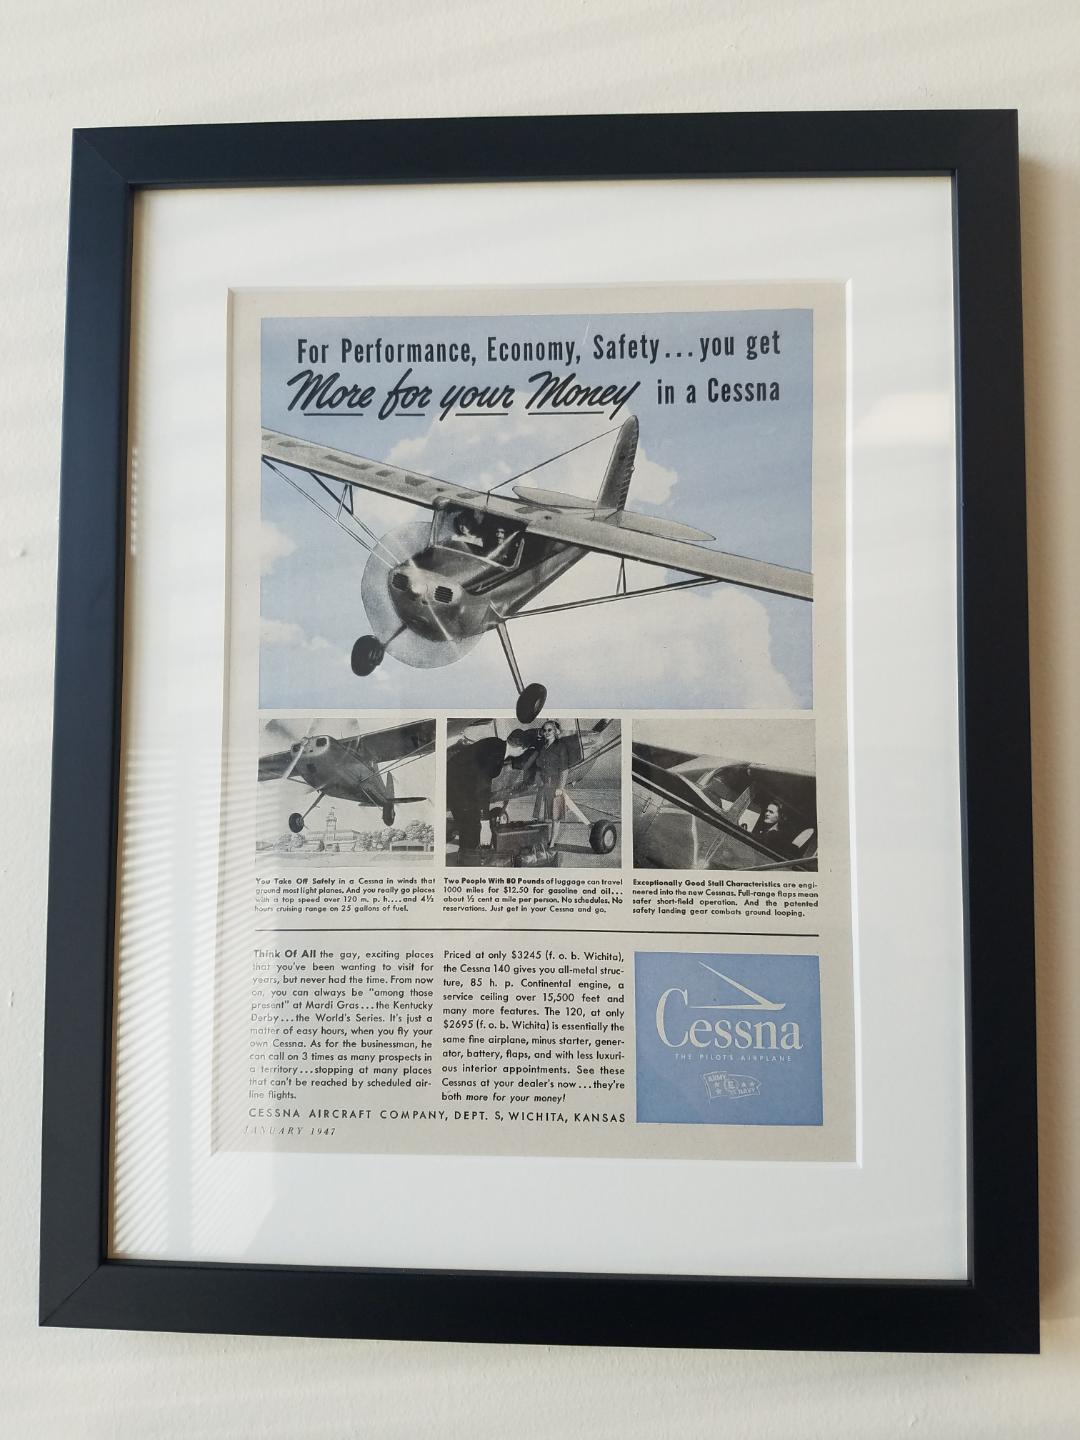 For Performance, Economy, Safety...you get
More for your Money in a Cessna
You Take Off Safely in a Cessna in winds that
ground most light planes. And you really go places
with a top speed over 120 m. p. h. ... and 4½
hours cruising range on 25 gallons of fuel.
Two People With 80 Pounds of luggage can travel
1000 miles for $12.50 for gasoline and oil...
about ½ cent a mile per person. No schedules. No
reservations. Just get in your Cessna and go.
Exceptionally Good Stall Characteristics are engi-
neered into the new Cessnas. Full-range flaps mean
safer short-field operation. And the patented
safety landing gear combats ground looping.
Think Of All the gay, exciting places
that you've been wanting to visit for
years, but never had the time. From now
on, you can always be "among those
present" at Mardi Gras...the Kentucky
Derby...the World's Series. It's just a
matter of easy hours, when you fly your
own Cessna. As for the businessman, he
can call on 3 times as many prospects in
a territory...stopping at many places
that can't be reached by scheduled air-
line flights.
Priced at only $3245 (f. o. b. Wichita),
the Cessna 140 gives you all-metal struc-
ture, 85 h. p. Continental engine, a
service ceiling over 15,500 feet and
many more features. The 120, at only
$2695 (f. o. b. Wichita) is essentially the
same fine airplane, minus starter, gener-
ator, battery, flaps, and with less luxuri-
ous interior appointments. See these
Cessnas at your dealer's now...they're
both more for your money!
Cessna
THE PILOT'S AIRPLANE
ARMY E NAVY
CESSNA AIRCRAFT COMPANY, DEPT. S, WICHITA, KANSAS
JANUARY 1947